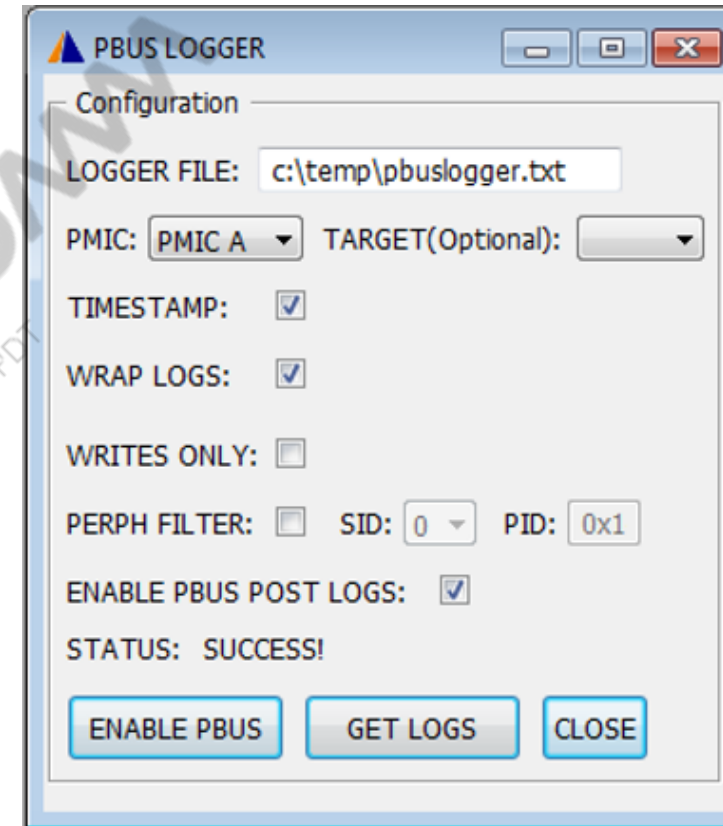 PBUS LOGGER
Configuration
LOGGER FILE: c:\temp\pbuslogger.txt
PMIC: PMIC A TARGET(Optional):
TIMESTAMP:
WRAP LOGS:
WRITES ONLY:
PERPH FILTER: SID: 0 PID: 0x1
ENABLE PBUS POST LOGS:
STATUS: SUCCESS!
ENABLE PBUS GET LOGS CLOSE
PDT